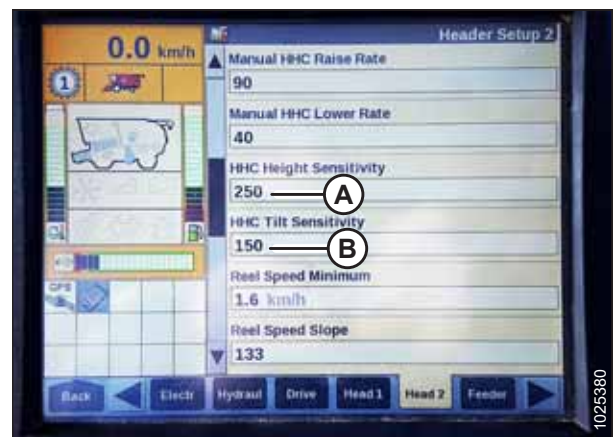 0.0 km/h
Header Setup 2
1
Manual HHC Raise Rate
90
Manual HHC Lower Rate
40
HHC Height Sensitivity
250
A
HHC Tilt Sensitivity
150
B
Reel Speed Minimum
1.6 km/h
GPS
Reel Speed Slope
133
Back
Electr
Hydraul
Drive
Head 1
Head 2
Feeder
1025380